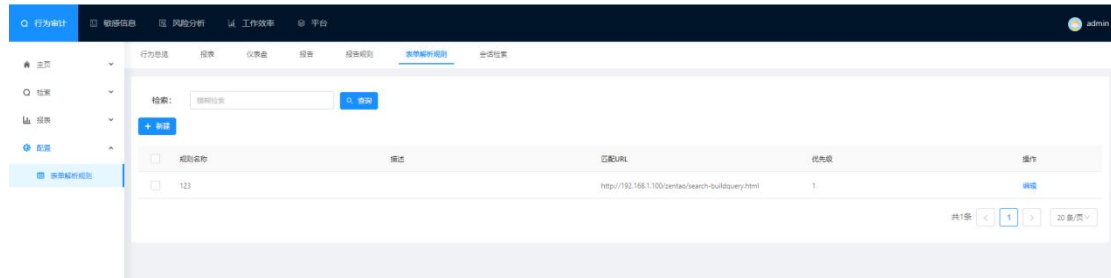 行为审计 敏感信息 风险分析 工作效率 平台 admin
主页
检索
报表
配置
表单解析规则
行为总览 报表 仪表盘 报告 报告规则 表单解析规则 会话检索
检索: 模糊检索 查询
+ 新建
规则名称 描述 匹配URL 优先级 操作
123 http://192.168.1.100/zentao/search-buildquery.html 1 编辑
共1条 < 1 > 20 条/页